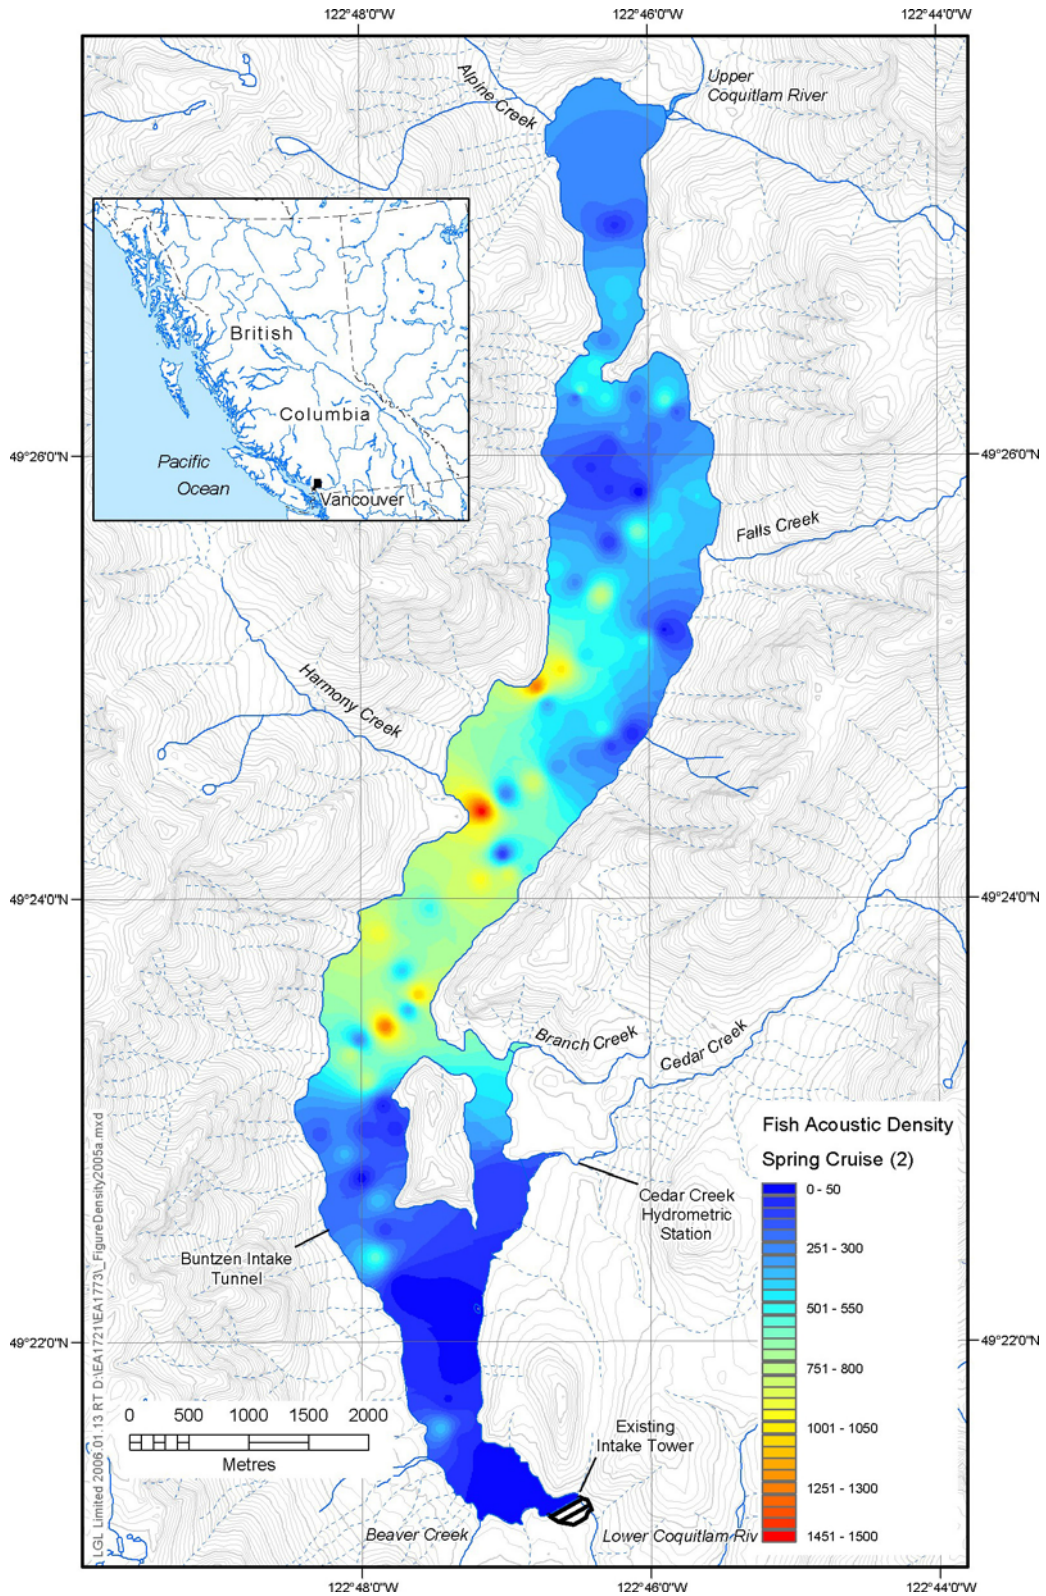 122°48'0"W
122°46'0"W
122°44'0"W
Alpine Creek
Upper
Coquitlam River
British
Columbia
Pacific
Ocean
Vancouver
49°26'0"N
49°26'0"N
Falls Creek
Harmony Creek
49°24'0"N
49°24'0"N
Branch Creek
Cedar Creek
Fish Acoustic Density
Spring Cruise (2)
0 - 50
251 - 300
501 - 550
751 - 800
1001 - 1050
1251 - 1300
1451 - 1500
Cedar Creek
Hydrometric
Station
Buntzen Intake
Tunnel
49°22'0"N
49°22'0"N
0 500 1000 1500 2000
Metres
Existing
Intake Tower
Beaver Creek
Lower Coquitlam Riv
LGL Limited 2006.01.13 RT D:\EA1721\EA1773\_FigureDensity2005a.mxd
122°48'0"W
122°46'0"W
122°44'0"W